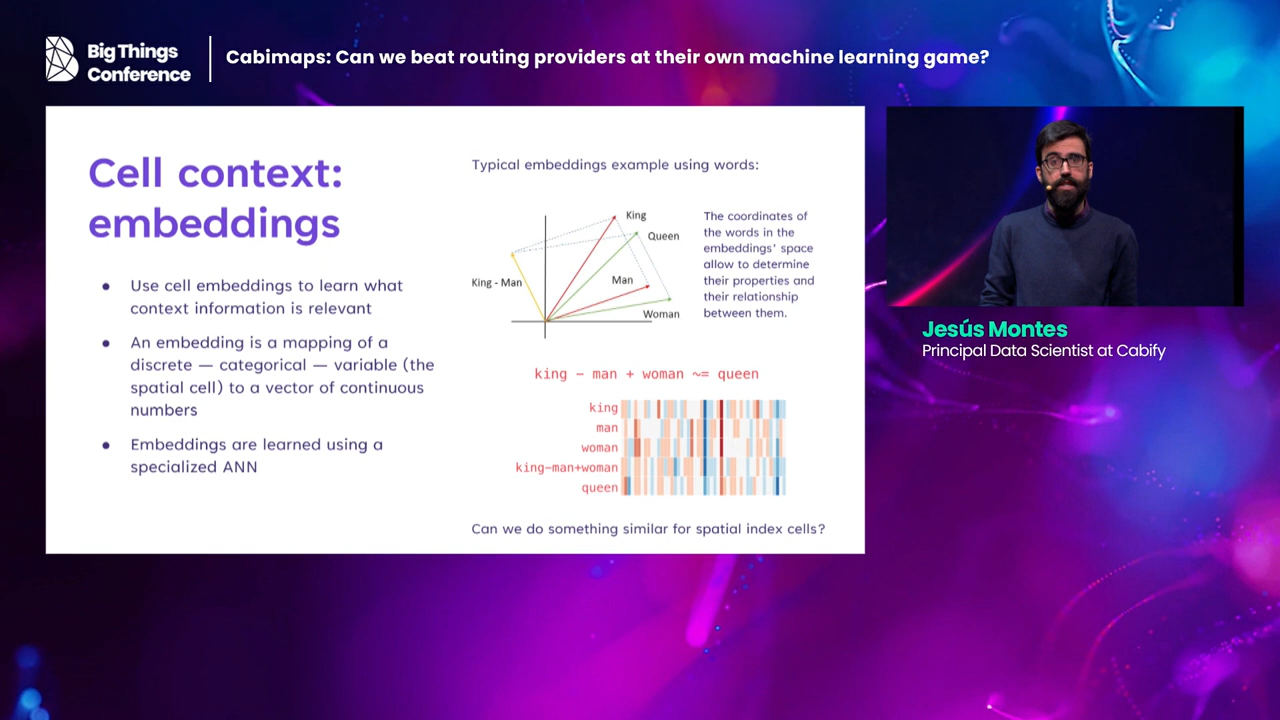 Big Things
Conference
Cabimaps: Can we beat routing providers at their own machine learning game?
Cell context:
embeddings
● Use cell embeddings to learn what
context information is relevant
● An embedding is a mapping of a
discrete — categorical — variable (the
spatial cell) to a vector of continuous
numbers
● Embeddings are learned using a
specialized ANN
Typical embeddings example using words:
King
Queen
King - Man
Man
Woman
The coordinates of
the words in the
embeddings' space
allow to determine
their properties and
their relationship
between them.
king - man + woman ~= queen
king
man
woman
king-man+woman
queen
Can we do something similar for spatial index cells?
Jesús Montes
Principal Data Scientist at Cabify